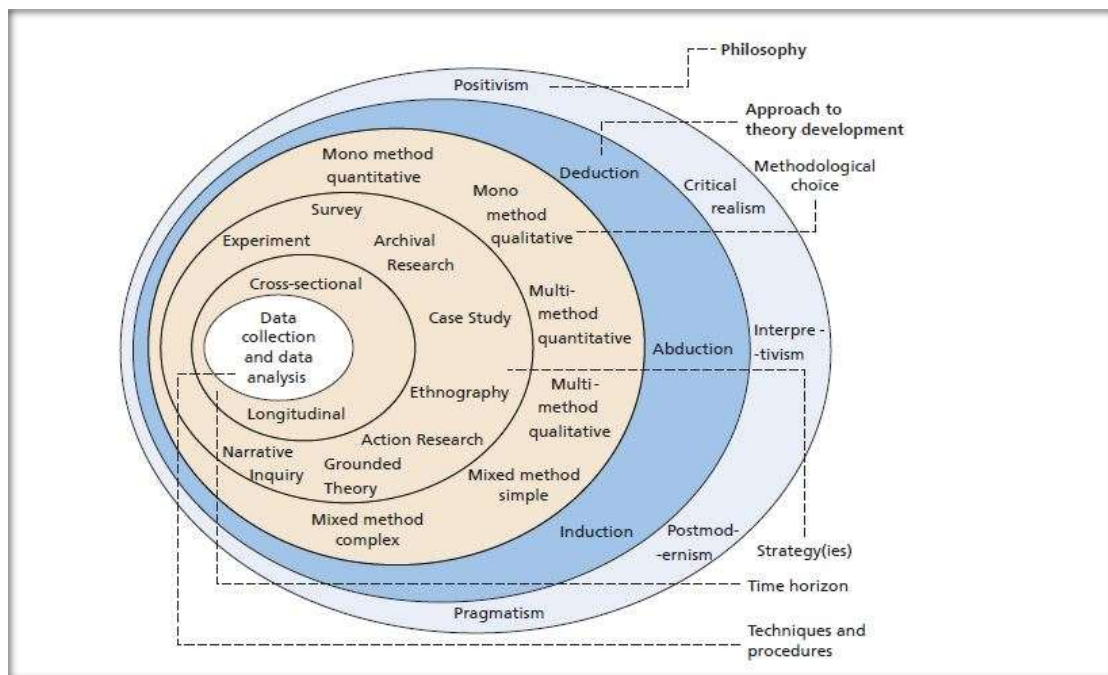 Philosophy
Positivism
Approach to
theory development
Mono method
quantitative
Deduction
Methodological
choice
Critical
realism
Mono
method
qualitative
Survey
Experiment
Archival
Research
Cross-sectional
Multi-
method
quantitative
Data
collection
and data
analysis
Case Study
Interpre -
-tivism
Abduction
Ethnography
Multi-
method
qualitative
Longitudinal
Action Research
Narrative
Inquiry
Grounded
Theory
Mixed method
simple
Mixed method
complex
Induction
Postmod-
-ernism
Strategy(ies)
Time horizon
Pragmatism
Techniques and
procedures